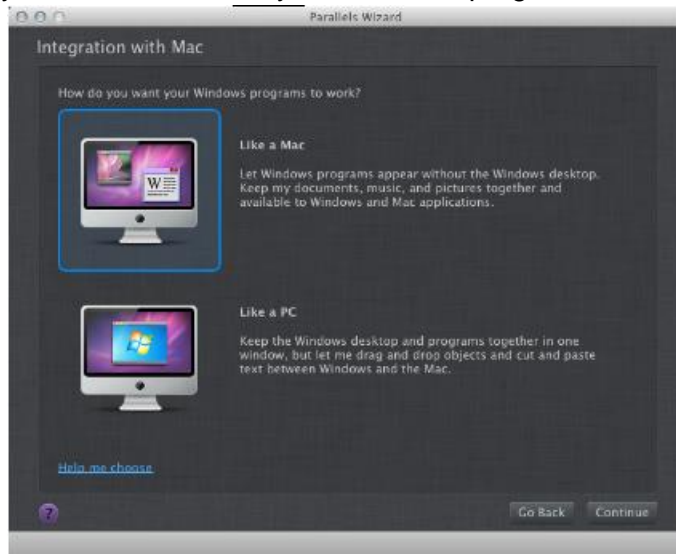 Parallels Wizard
Integration with Mac
How do you want your Windows programs to work?
Like a Mac
Let Windows programs appear without the Windows desktop.
Keep my documents, music, and pictures together and
available to Windows and Mac applications.
W
Like a PC
Keep the Windows desktop and programs together in one
window, but let me drag and drop objects and cut and paste
text between Windows and the Mac.
Help me choose
?
Go Back
Continue